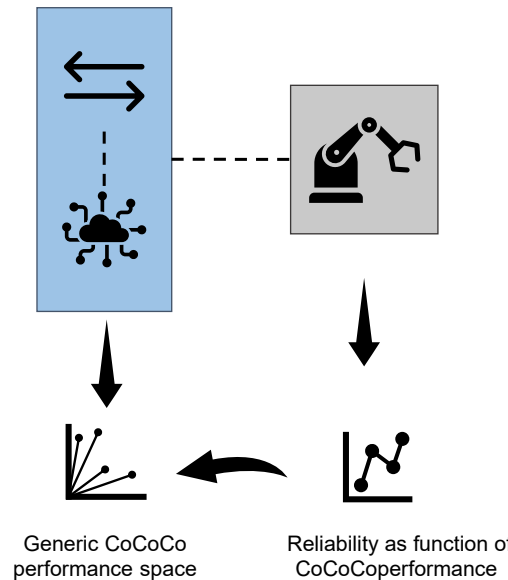 Generic CoCoCo
performance space
Reliability as function of
CoCoCoperformance